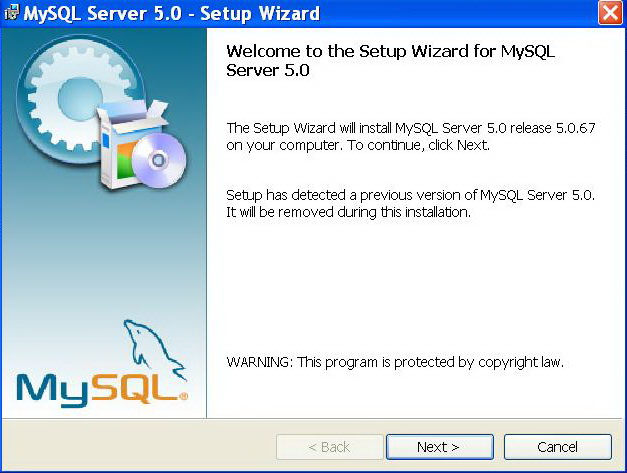 MySQL Server 5.0 - Setup Wizard
Welcome to the Setup Wizard for MySQL
Server 5.0
The Setup Wizard will install MySQL Server 5.0 release 5.0.67
on your computer. To continue, click Next.
Setup has detected a previous version of MySQL Server 5.0.
It will be removed during this installation.
WARNING: This program is protected by copyright law.
MySQL®
< Back
Next >
Cancel